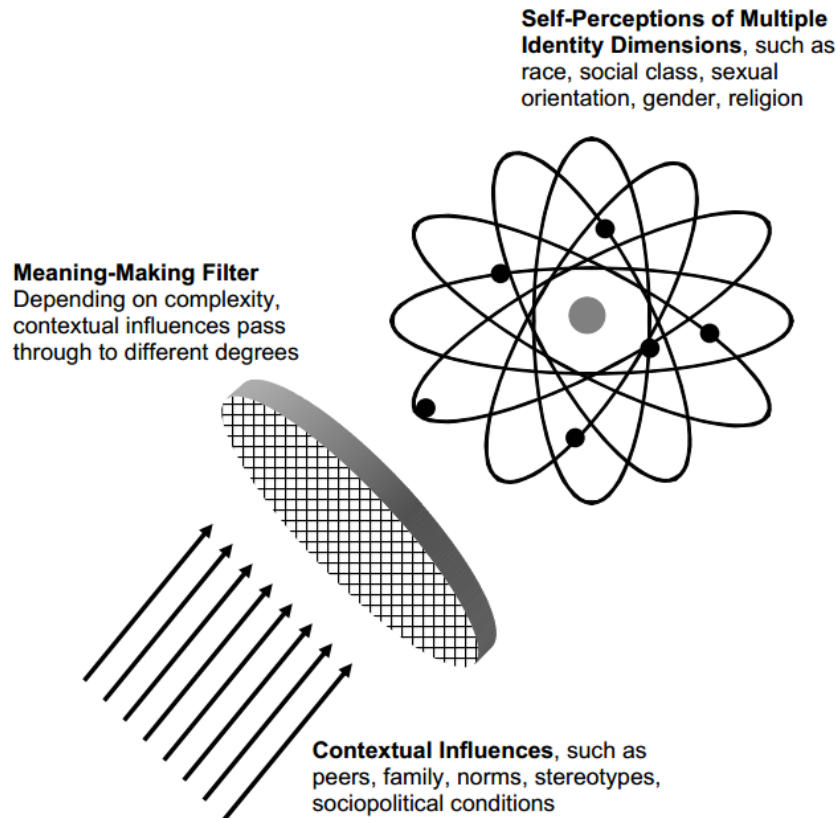 Self-Perceptions of Multiple
Identity Dimensions, such as
race, social class, sexual
orientation, gender, religion
Meaning-Making Filter
Depending on complexity,
contextual influences pass
through to different degrees
Contextual Influences, such as
peers, family, norms, stereotypes,
sociopolitical conditions